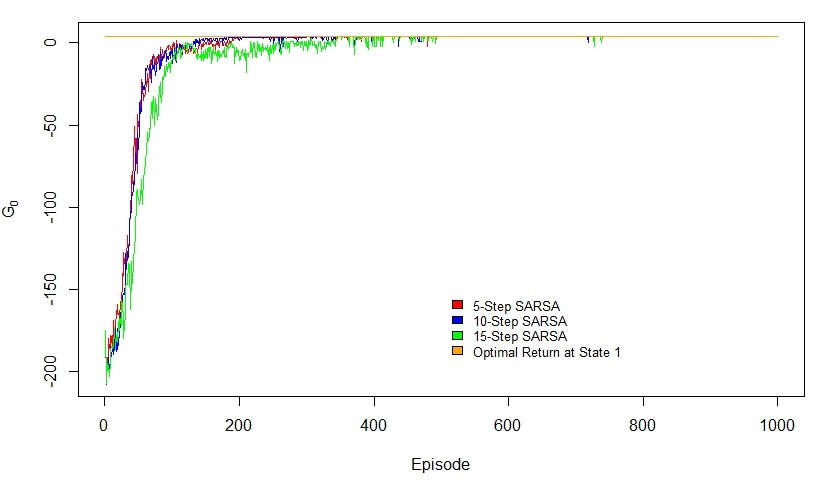 0
-50
-100
-150
-200
G0
5-Step SARSA
10-Step SARSA
15-Step SARSA
Optimal Return at State 1
0 200 400 600 800 1000
Episode